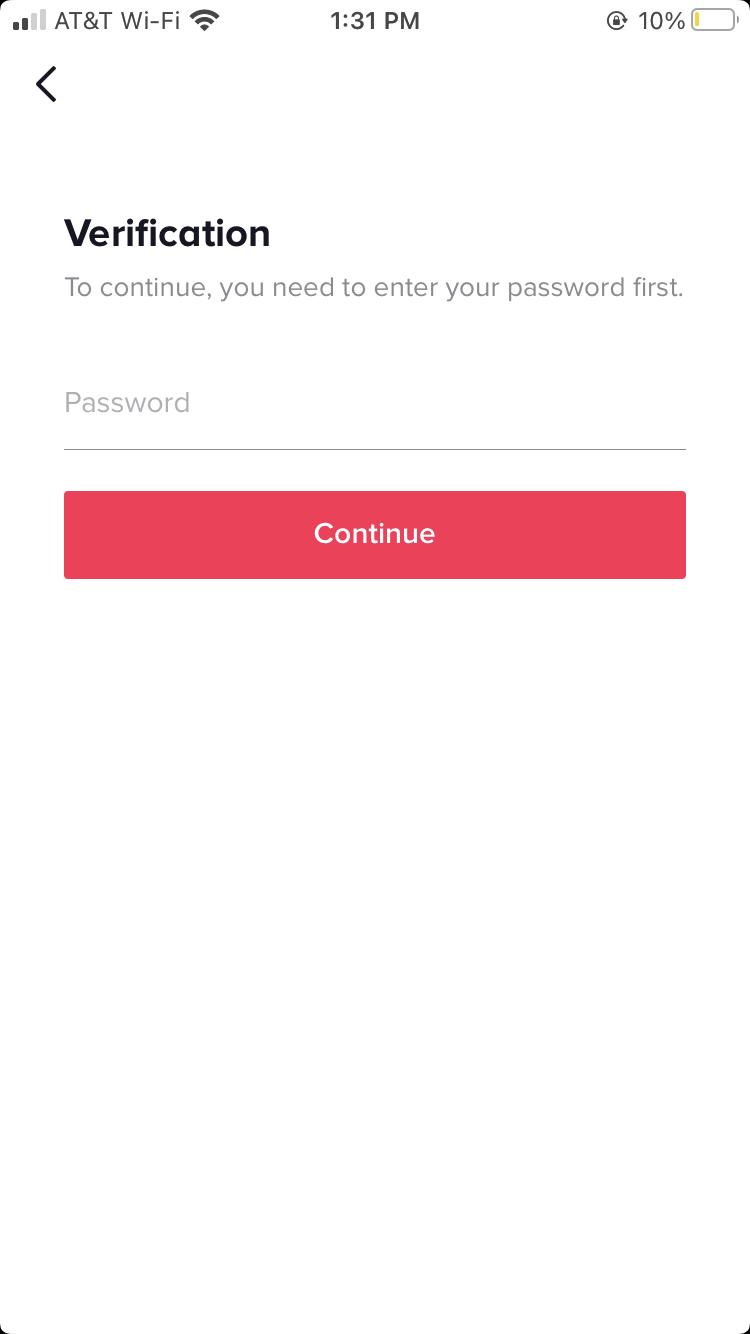 AT&T Wi-Fi 1:31 PM 10%
Verification
To continue, you need to enter your password first.
Password
Continue